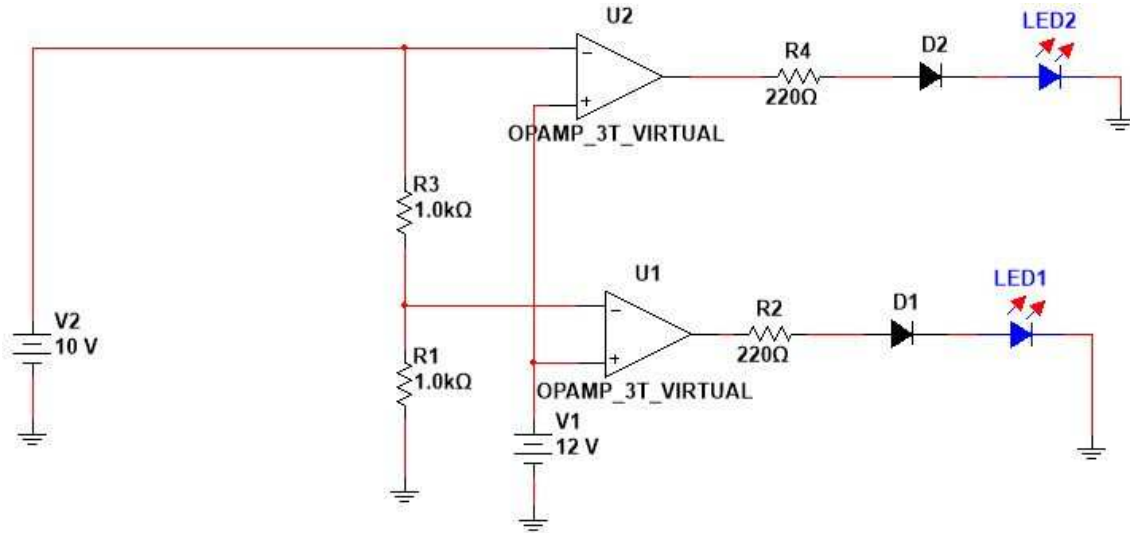 U2
LED2
R4
D2
220Ω
OPAMP_3T_VIRTUAL
R3
1.0kΩ
U1
LED1
R2
D1
V2
10 V
220Ω
R1
1.0kΩ
OPAMP_3T_VIRTUAL
V1
12 V